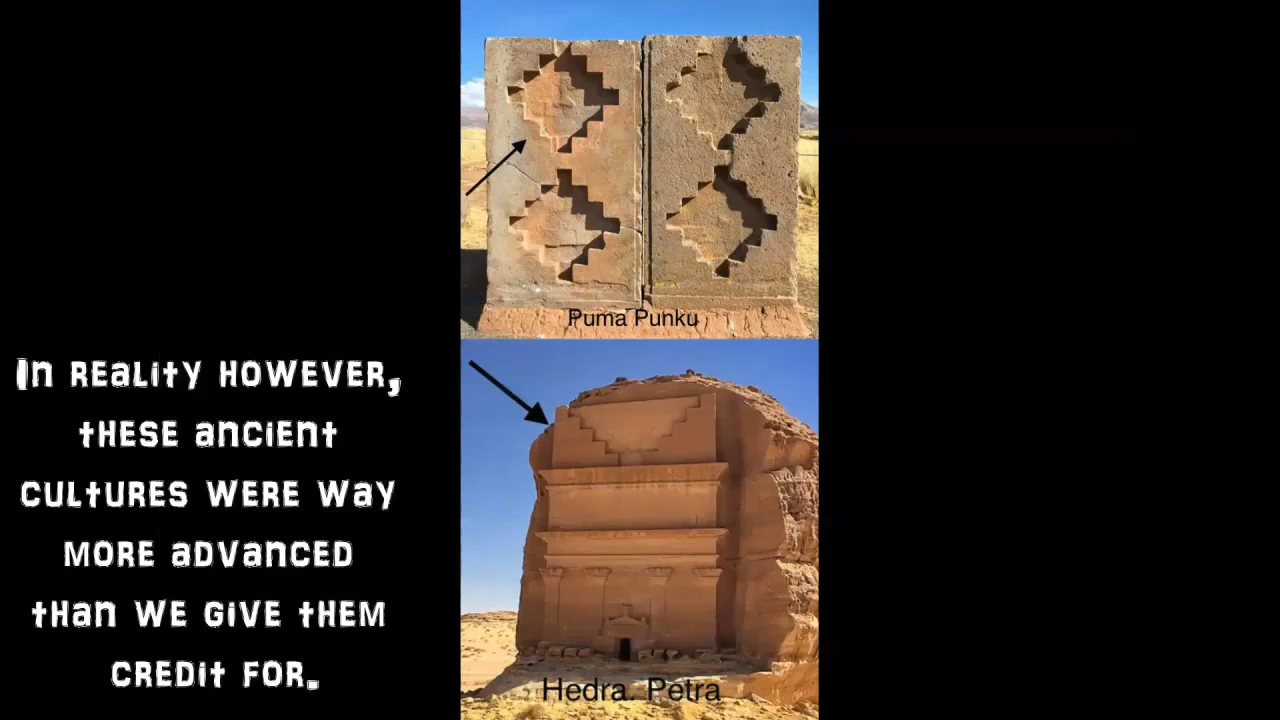 In reality however,
these ancient
cultures were way
more advanced
than we give them
credit for.
Puma Punku
Hedra. Petra